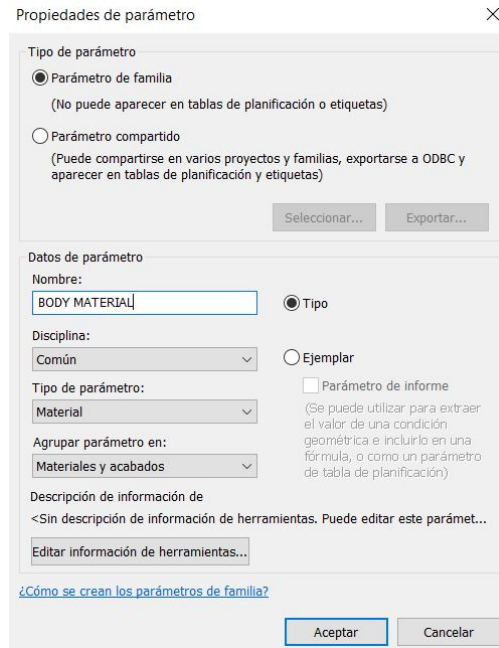 Propiedades de parámetro
Tipo de parámetro
Parámetro de familia
(No puede aparecer en tablas de planificación o etiquetas)
Parámetro compartido
(Puede compartirse en varios proyectos y familias, exportarse a ODBC y
aparecer en tablas de planificación y etiquetas)
Seleccionar...
Exportar...
Datos de parámetro
Nombre:
BODY MATERIAL
Tipo
Disciplina:
Común
Ejemplar
Parámetro de informe
(Se puede utilizar para extraer
el valor de una condición
geométrica e incluirlo en una
fórmula, o como un parámetro
de tabla de planificación)
Tipo de parámetro:
Material
Agrupar parámetro en:
Materiales y acabados
Descripción de información de
<Sin descripción de información de herramientas. Puede editar este parámet...
Editar información de herramientas...
¿Cómo se crean los parámetros de familia?
Aceptar
Cancelar